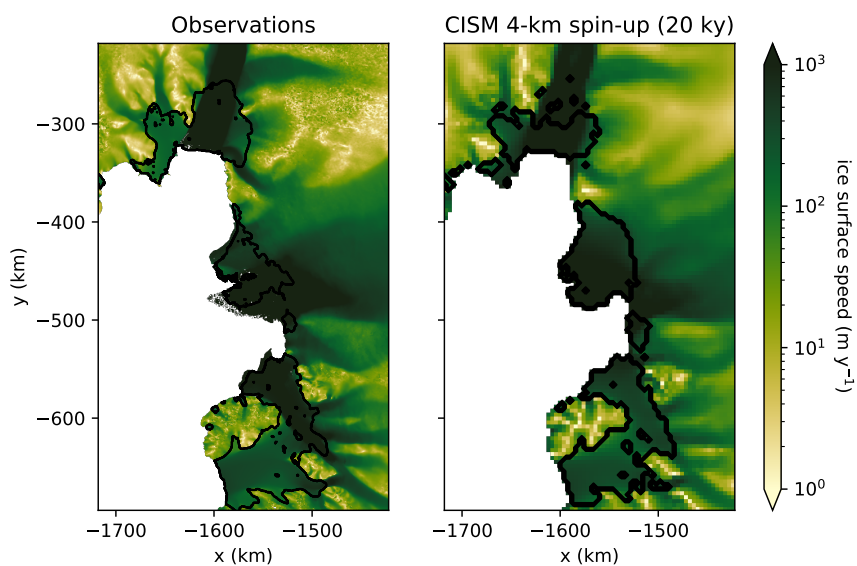 Observations
CISM 4-km spin-up (20 ky)
−300
−400
−500
−600
y (km)
−1700
−1600
−1500
x (km)
−1700
−1600
−1500
x (km)
10³
10²
10¹
10⁰
ice surface speed (m y⁻¹)